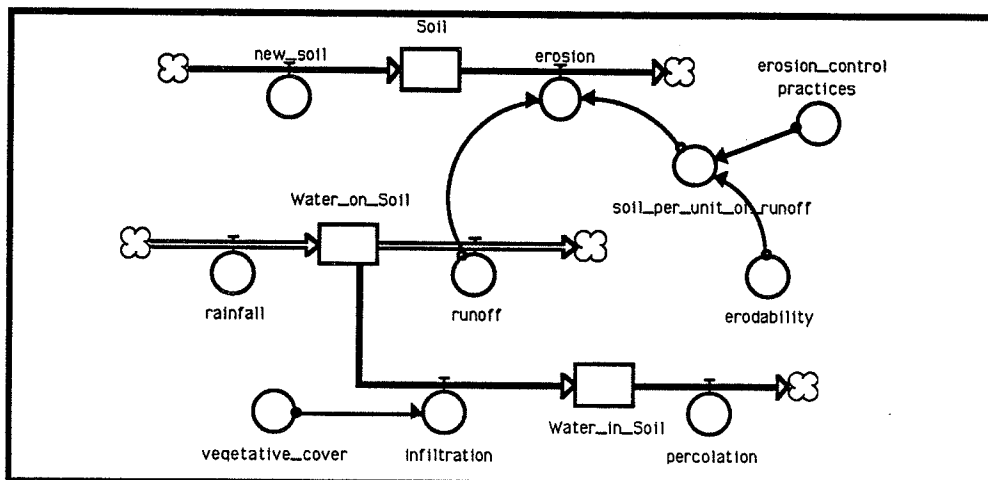 Soil
new_soil
erosion
erosion_control
practices
Water_on_Soil
soil_per_unit_of_runoff
rainfall
runoff
erodability
Water_in_Soil
vegetative_cover
infiltration
percolation